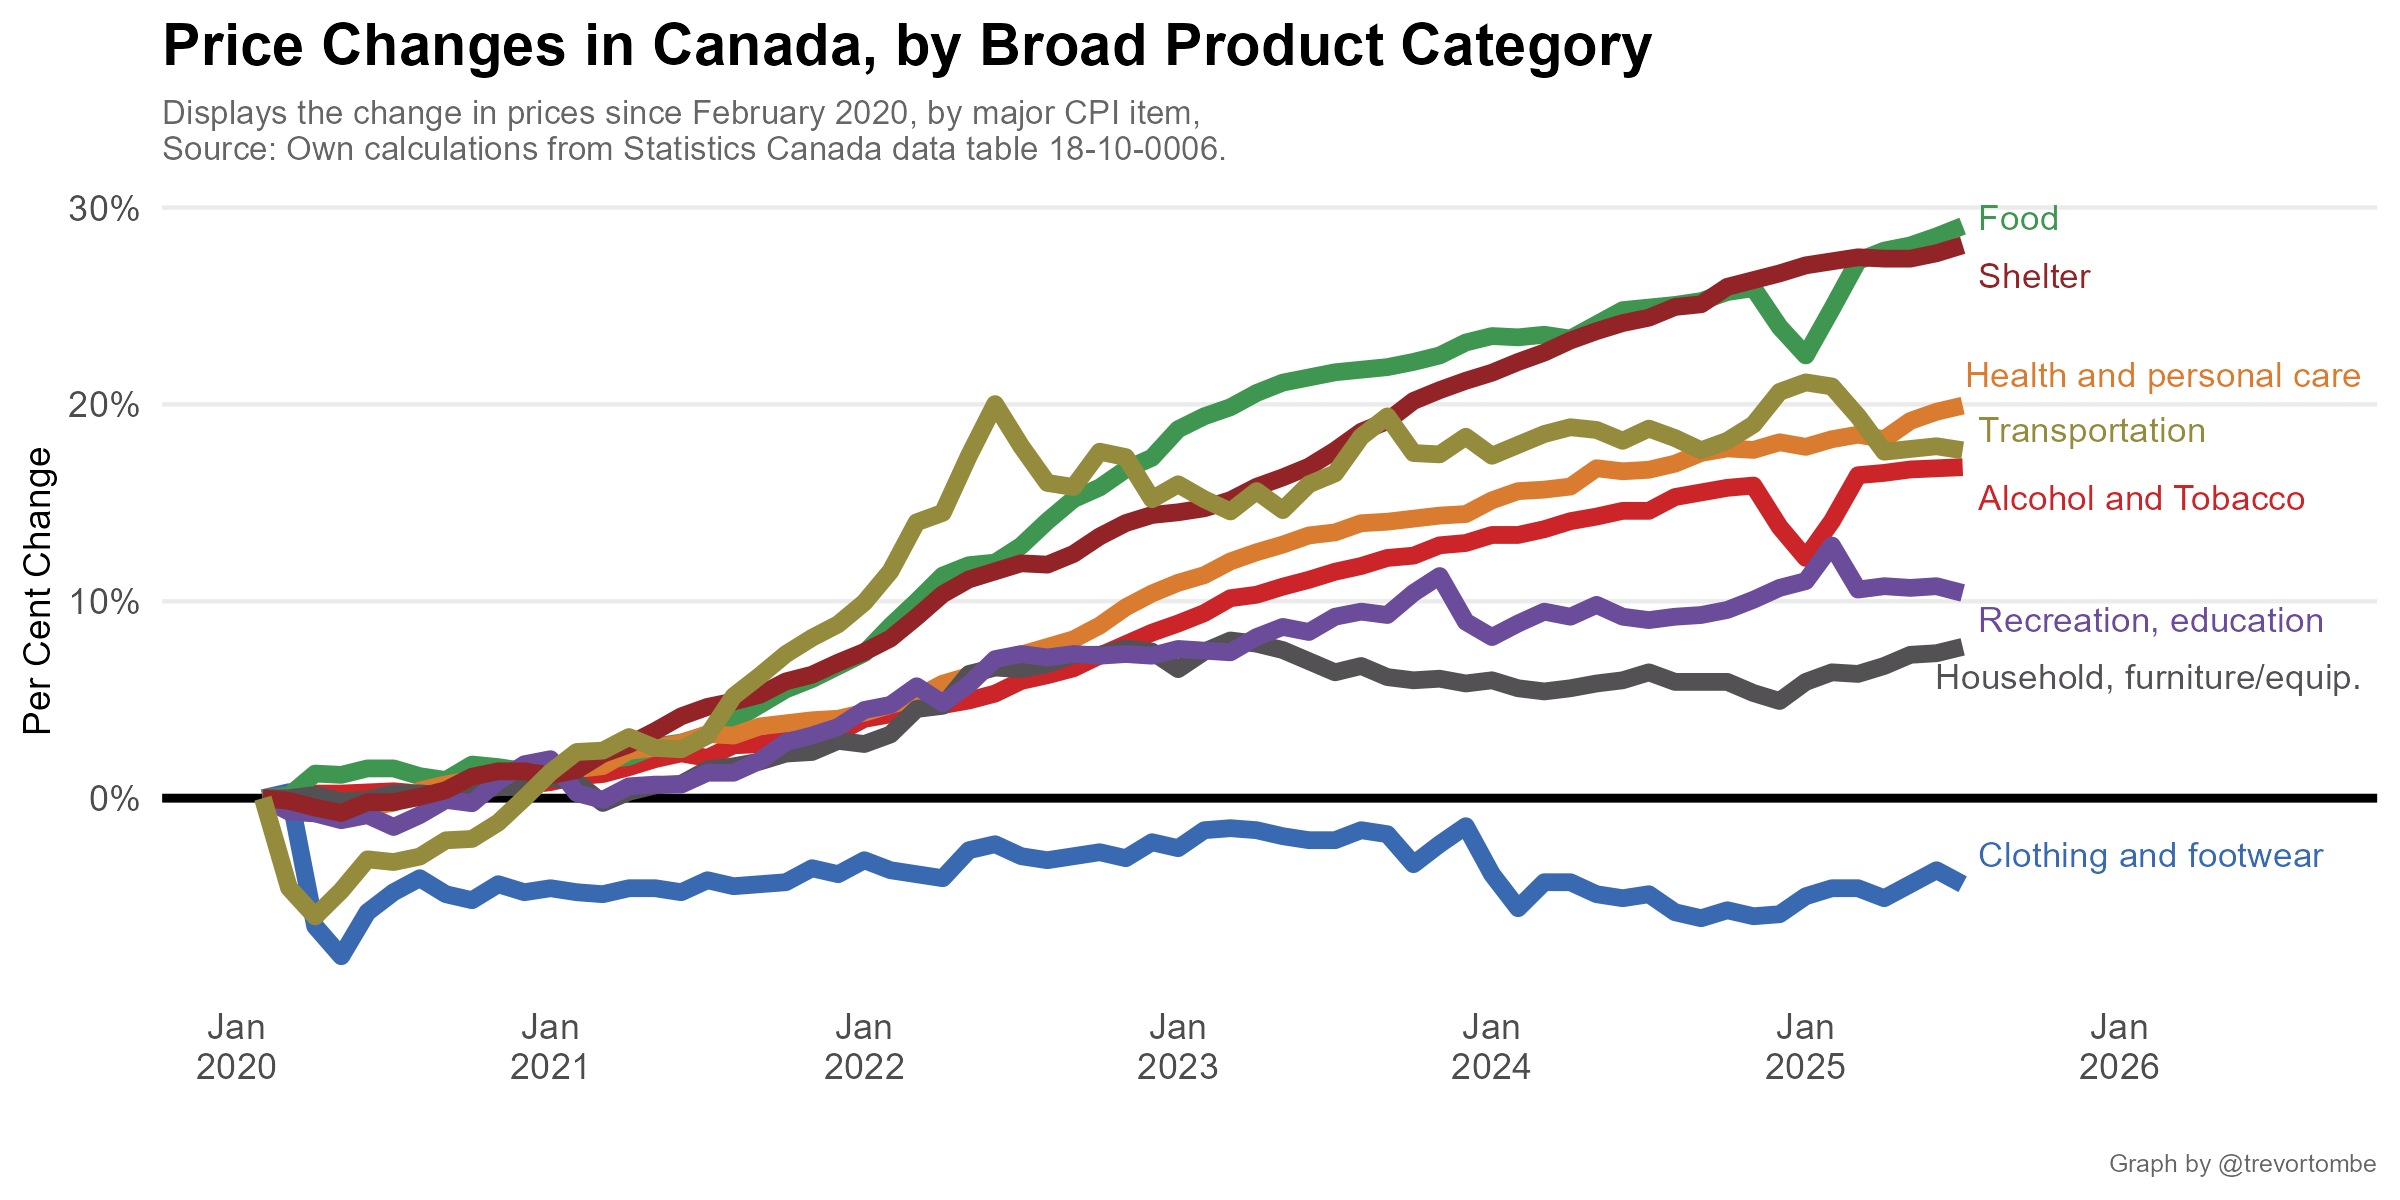 Price Changes in Canada, by Broad Product Category
Displays the change in prices since February 2020, by major CPI item,
Source: Own calculations from Statistics Canada data table 18-10-0006.
Per Cent Change
30%
20%
10%
0%
Food
Shelter
Health and personal care
Transportation
Alcohol and Tobacco
Recreation, education
Household, furniture/equip.
Clothing and footwear
Jan
2020
Jan
2021
Jan
2022
Jan
2023
Jan
2024
Jan
2025
Jan
2026
Graph by @trevortombe